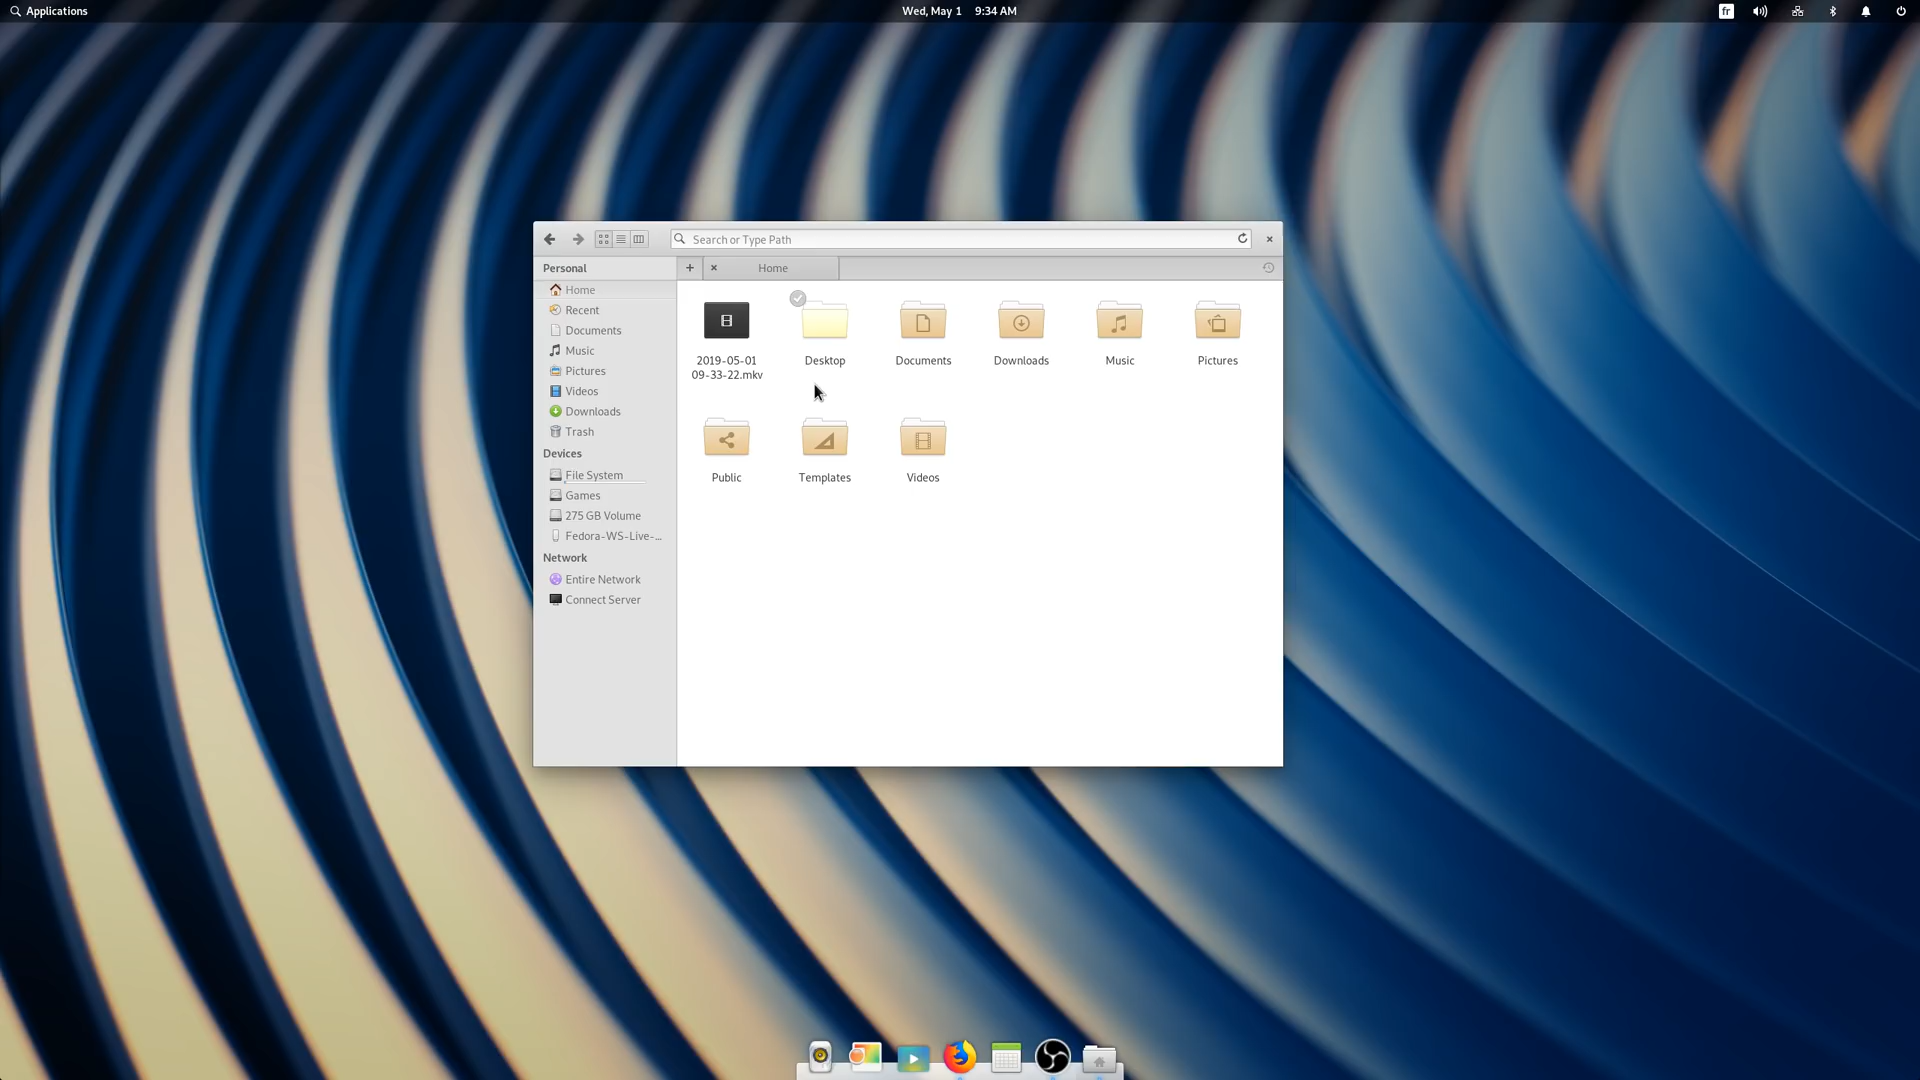 Applications
Wed, May 1 9:34 AM
fr
Search or Type Path
Personal
Home
Recent
Documents
Music
Pictures
Videos
Downloads
Trash
Devices
File System
Games
275 GB Volume
Fedora-WS-Live-...
Network
Entire Network
Connect Server
Home
2019-05-01
09-33-22.mkv
Desktop
Documents
Downloads
Music
Pictures
Public
Templates
Videos